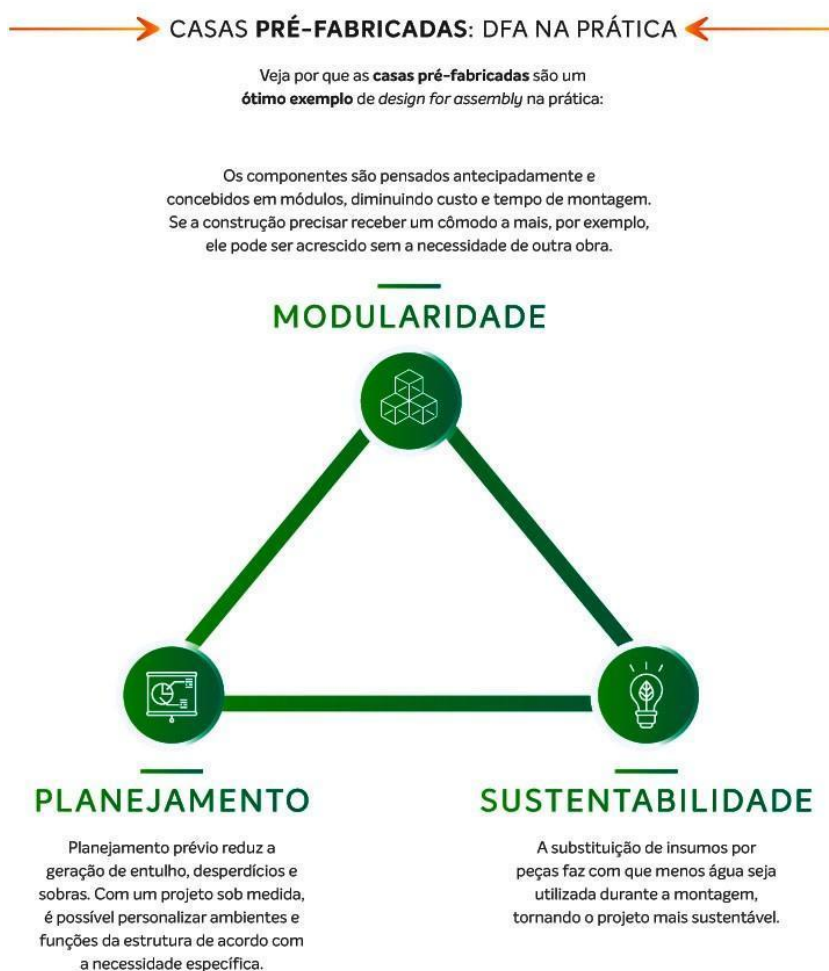 CASAS PRÉ-FABRICADAS: DFA NA PRÁTICA
Veja por que as casas pré-fabricadas são um
ótimo exemplo de design for assembly na prática:
Os componentes são pensados antecipadamente e
concebidos em módulos, diminuindo custo e tempo de montagem.
Se a construção precisar receber um cômodo a mais, por exemplo,
ele pode ser acrescido sem a necessidade de outra obra.
MODULARIDADE
PLANEJAMENTO
Planejamento prévio reduz a
geração de entulho, desperdícios e
sobras. Com um projeto sob medida,
é possível personalizar ambientes e
funções da estrutura de acordo com
a necessidade específica.
SUSTENTABILIDADE
A substituição de insumos por
peças faz com que menos água seja
utilizada durante a montagem,
tornando o projeto mais sustentável.